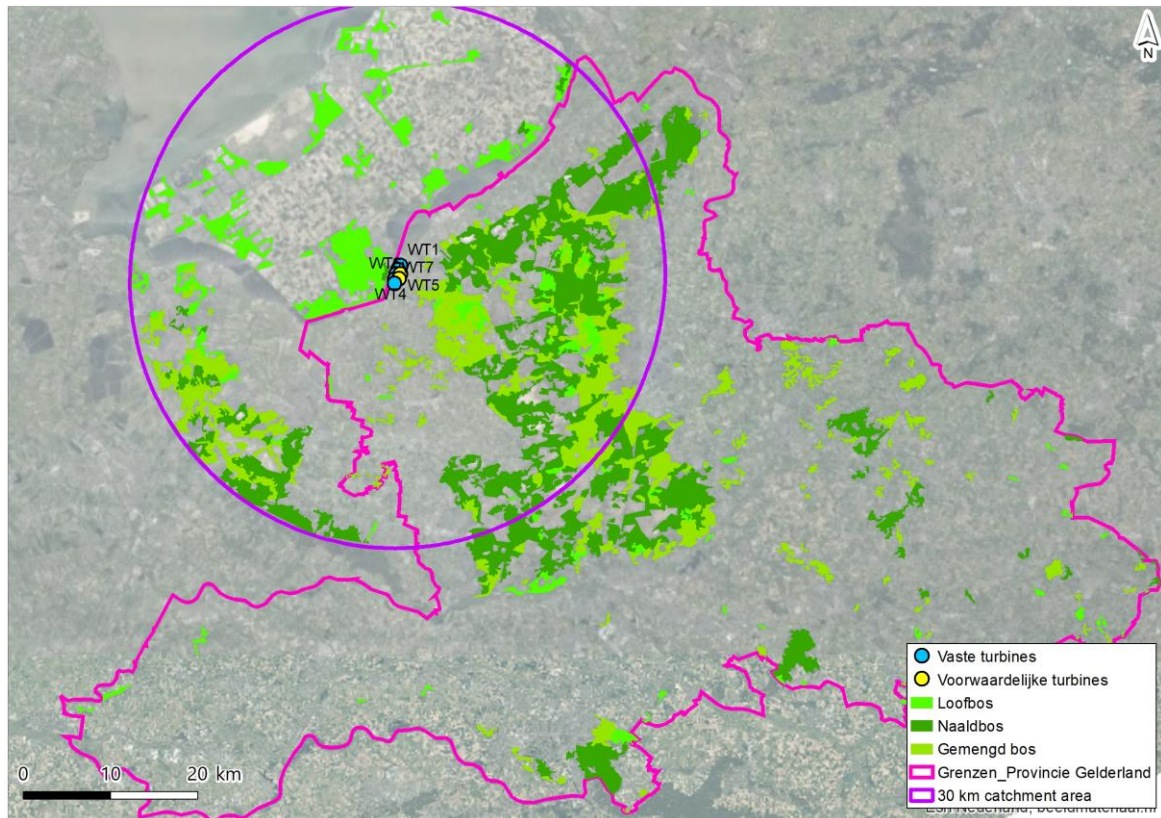 N
WT1
WT7
WT5
WT4
Vaste turbines
Voorwaardelijke turbines
Loofbos
Naaldbos
Gemengd bos
Grenzen_Provincie Gelderland
30 km catchment area
0 10 20 km